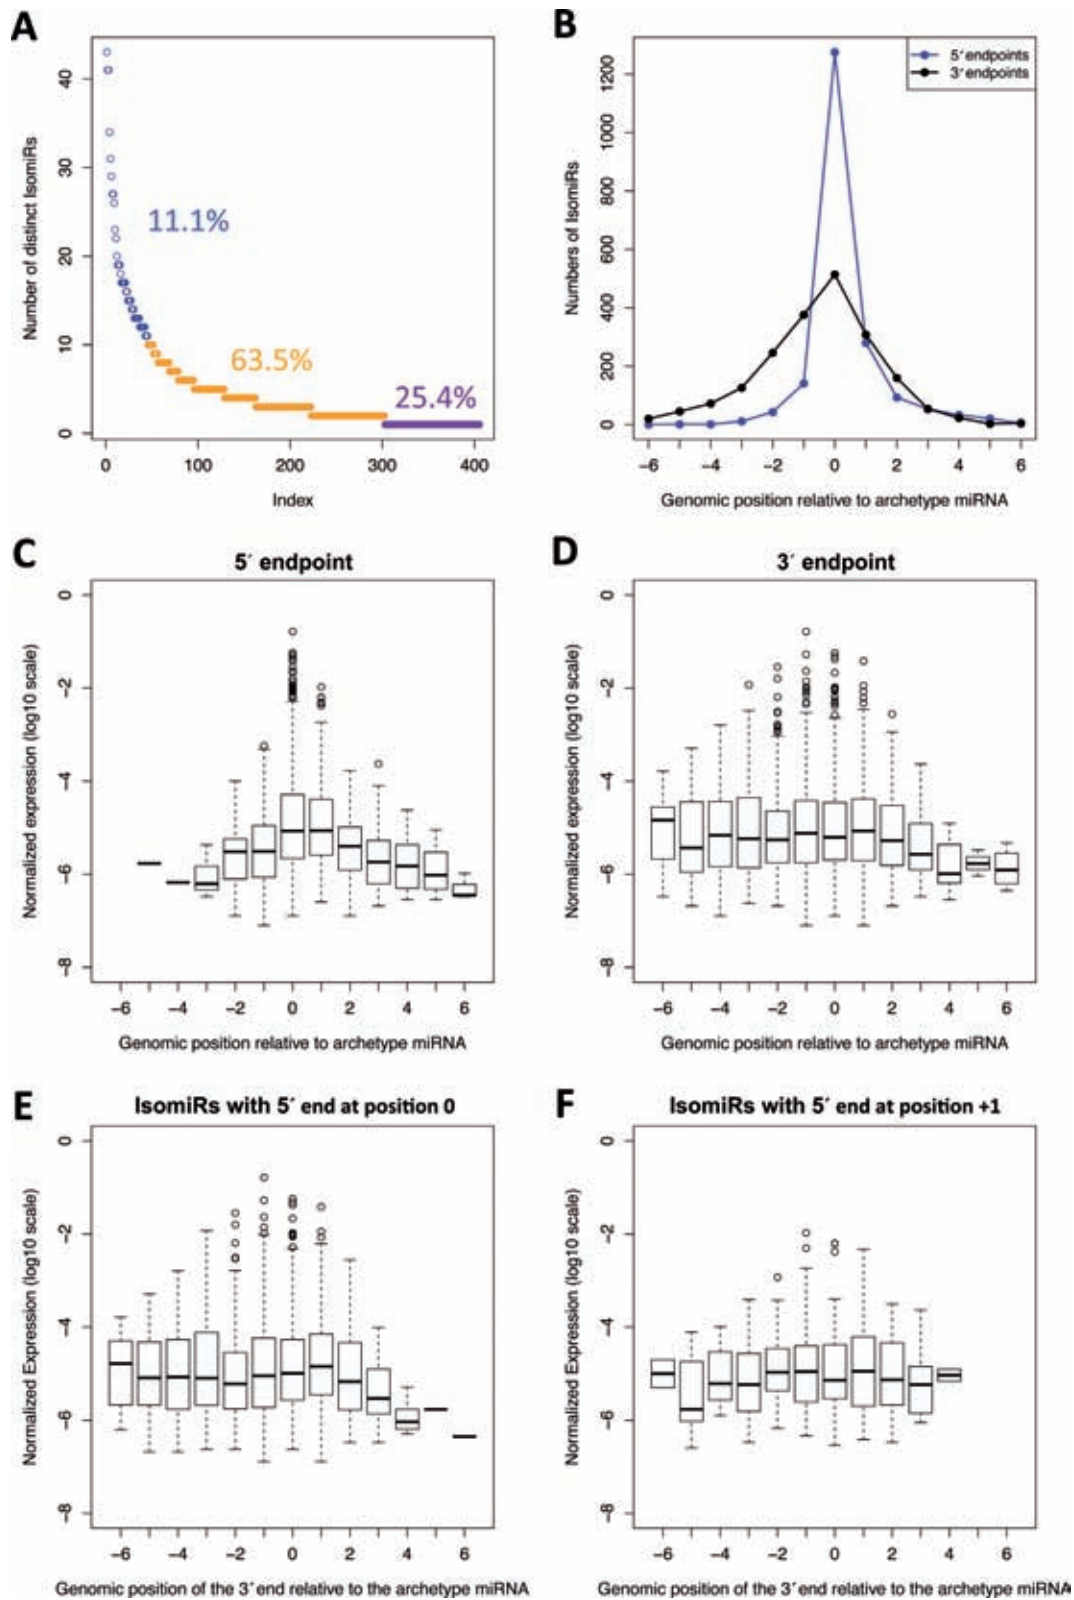 A
Number of distinct IsomiRs
40
30
20
10
0
11.1%
63.5%
25.4%
0 100 200 300 400
Index
B
Numbers of IsomiRs
1200
1000
800
600
400
200
0
5´ endpoints
3´ endpoints
−6 −4 −2 0 2 4 6
Genomic position relative to archetype miRNA
C
5´ endpoint
Normalized expression (log10 scale)
0
−2
−4
−6
−8
−6 −4 −2 0 2 4 6
Genomic position relative to archetype miRNA
D
3´ endpoint
Normalized expression (log10 scale)
0
−2
−4
−6
−8
−6 −4 −2 0 2 4 6
Genomic position relative to archetype miRNA
E
IsomiRs with 5´ end at position 0
Normalized Expression (log10 scale)
0
−2
−4
−6
−8
−6 −4 −2 0 2 4 6
Genomic position of the 3´ end relative to the archetype miRNA
F
IsomiRs with 5´ end at position +1
Normalized Expression (log10 scale)
0
−2
−4
−6
−8
−6 −4 −2 0 2 4 6
Genomic position of the 3´ end relative to the archetype miRNA